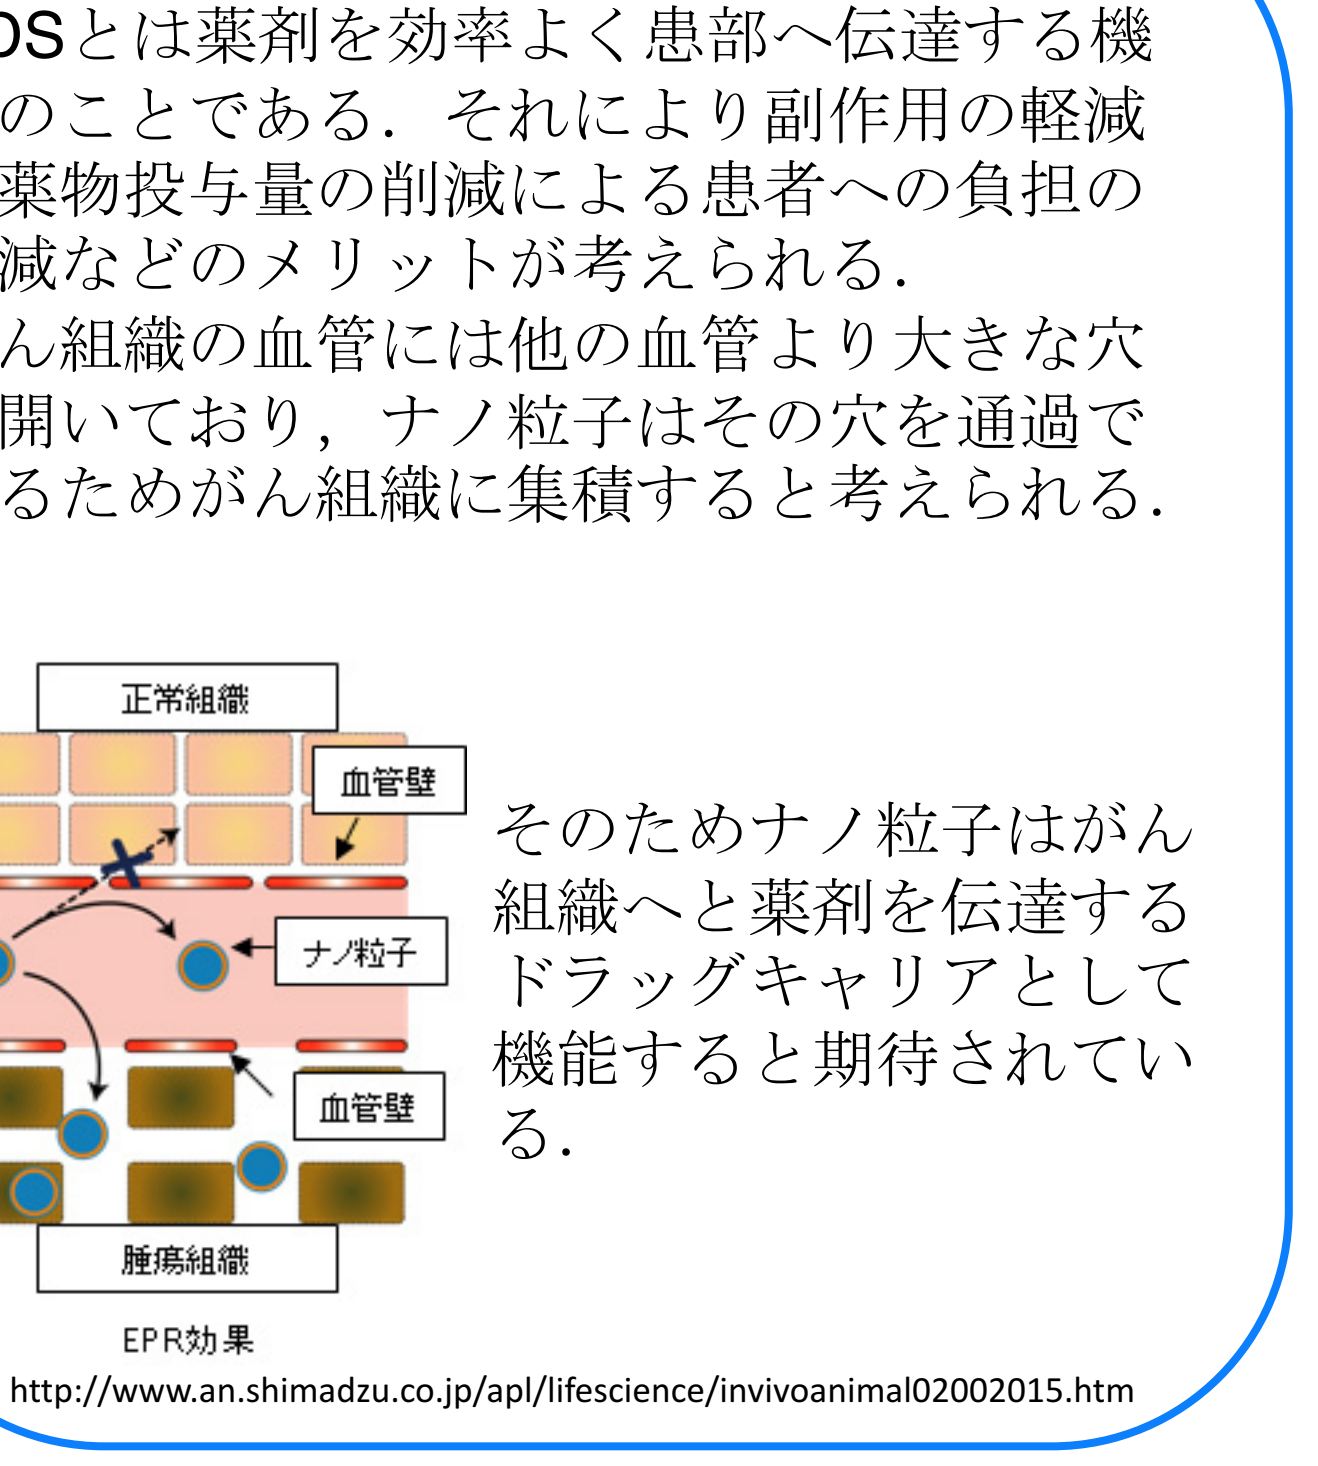 DSとは薬剤を効率よく患部へ伝達する機
のことである．それにより副作用の軽減
薬物投与量の削減による患者への負担の
減などのメリットが考えられる．
ん組織の血管には他の血管より大きな穴
開いており，ナノ粒子はその穴を通過で
るためがん組織に集積すると考えられる．
正常組織
血管壁
ナノ粒子
血管壁
腫瘍組織
EPR効果
そのためナノ粒子はがん
組織へと薬剤を伝達する
ドラッグキャリアとして
機能すると期待されてい
る．
http://www.an.shimadzu.co.jp/apl/lifescience/invivoanimal02002015.htm